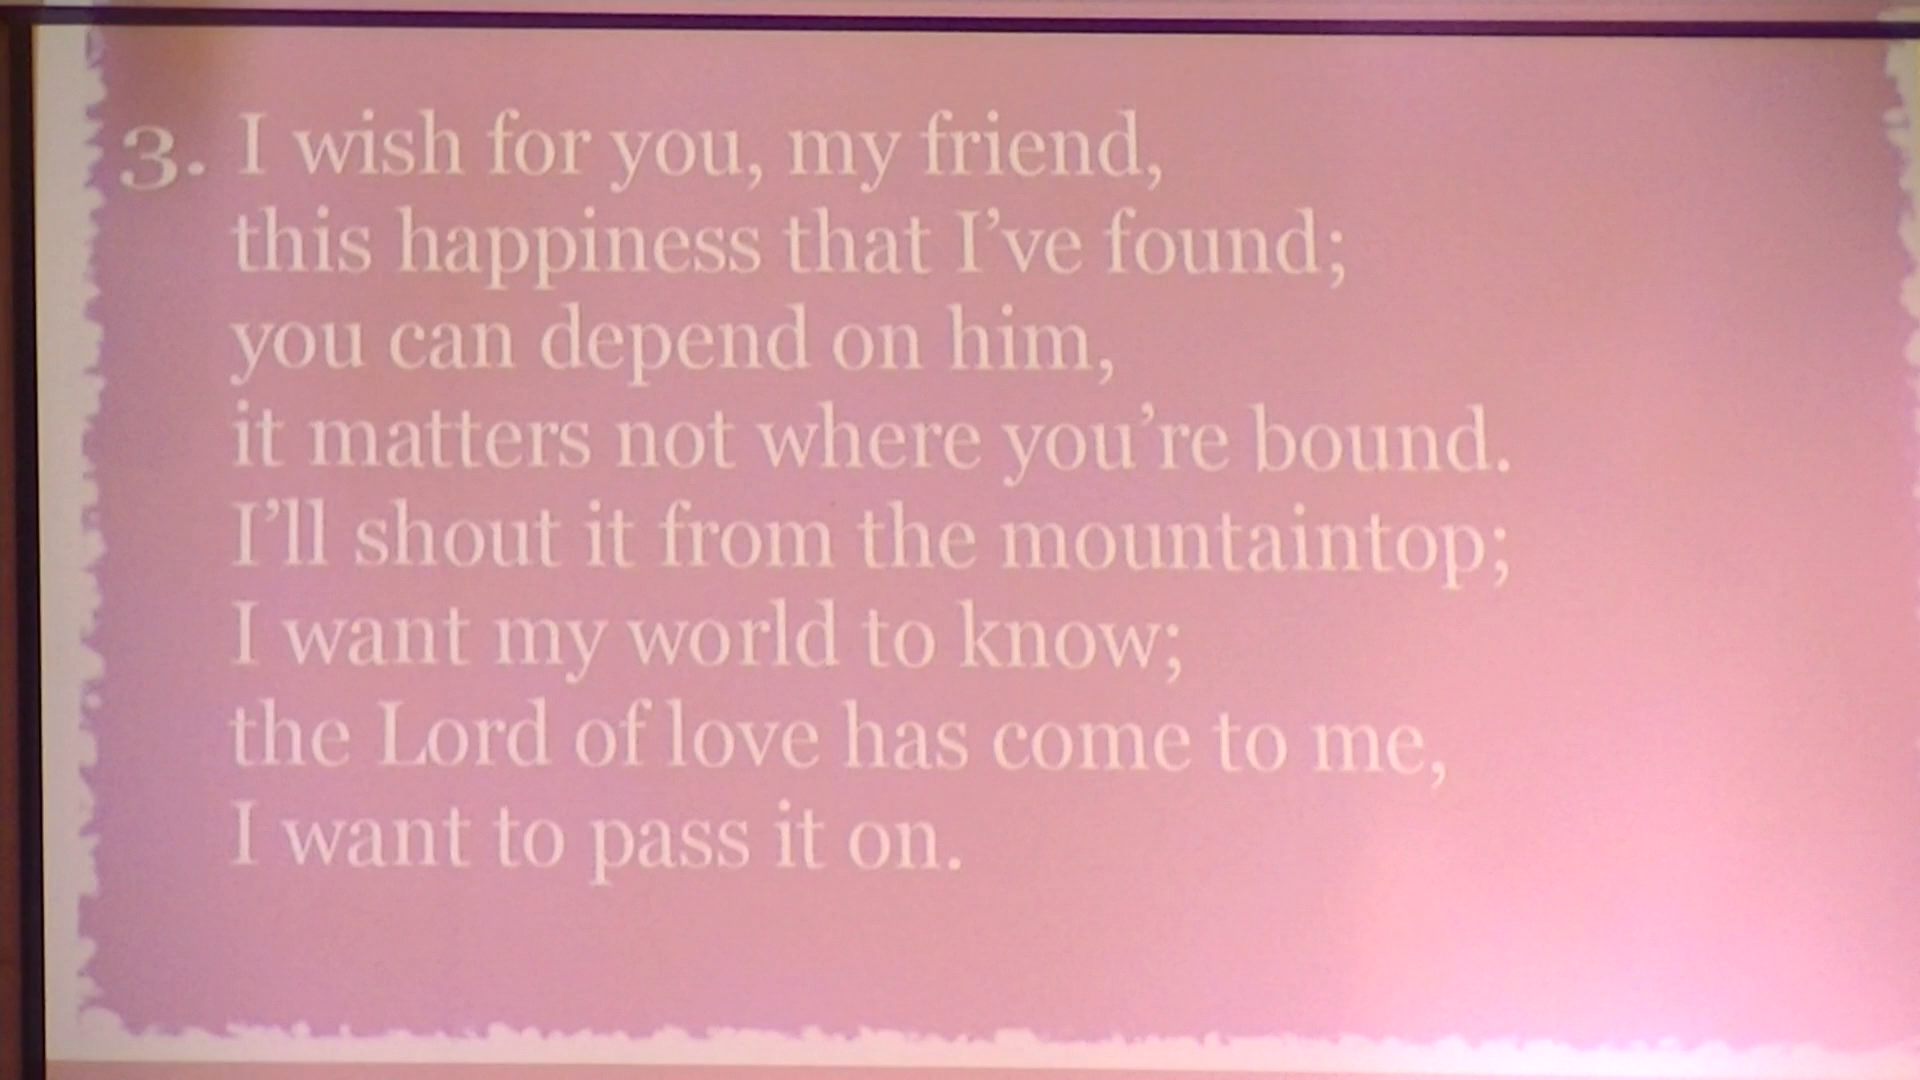 3. I wish for you, my friend,
this happiness that I’ve found;
you can depend on him,
it matters not where you’re bound.
I’ll shout it from the mountaintop;
I want my world to know;
the Lord of love has come to me,
I want to pass it on.